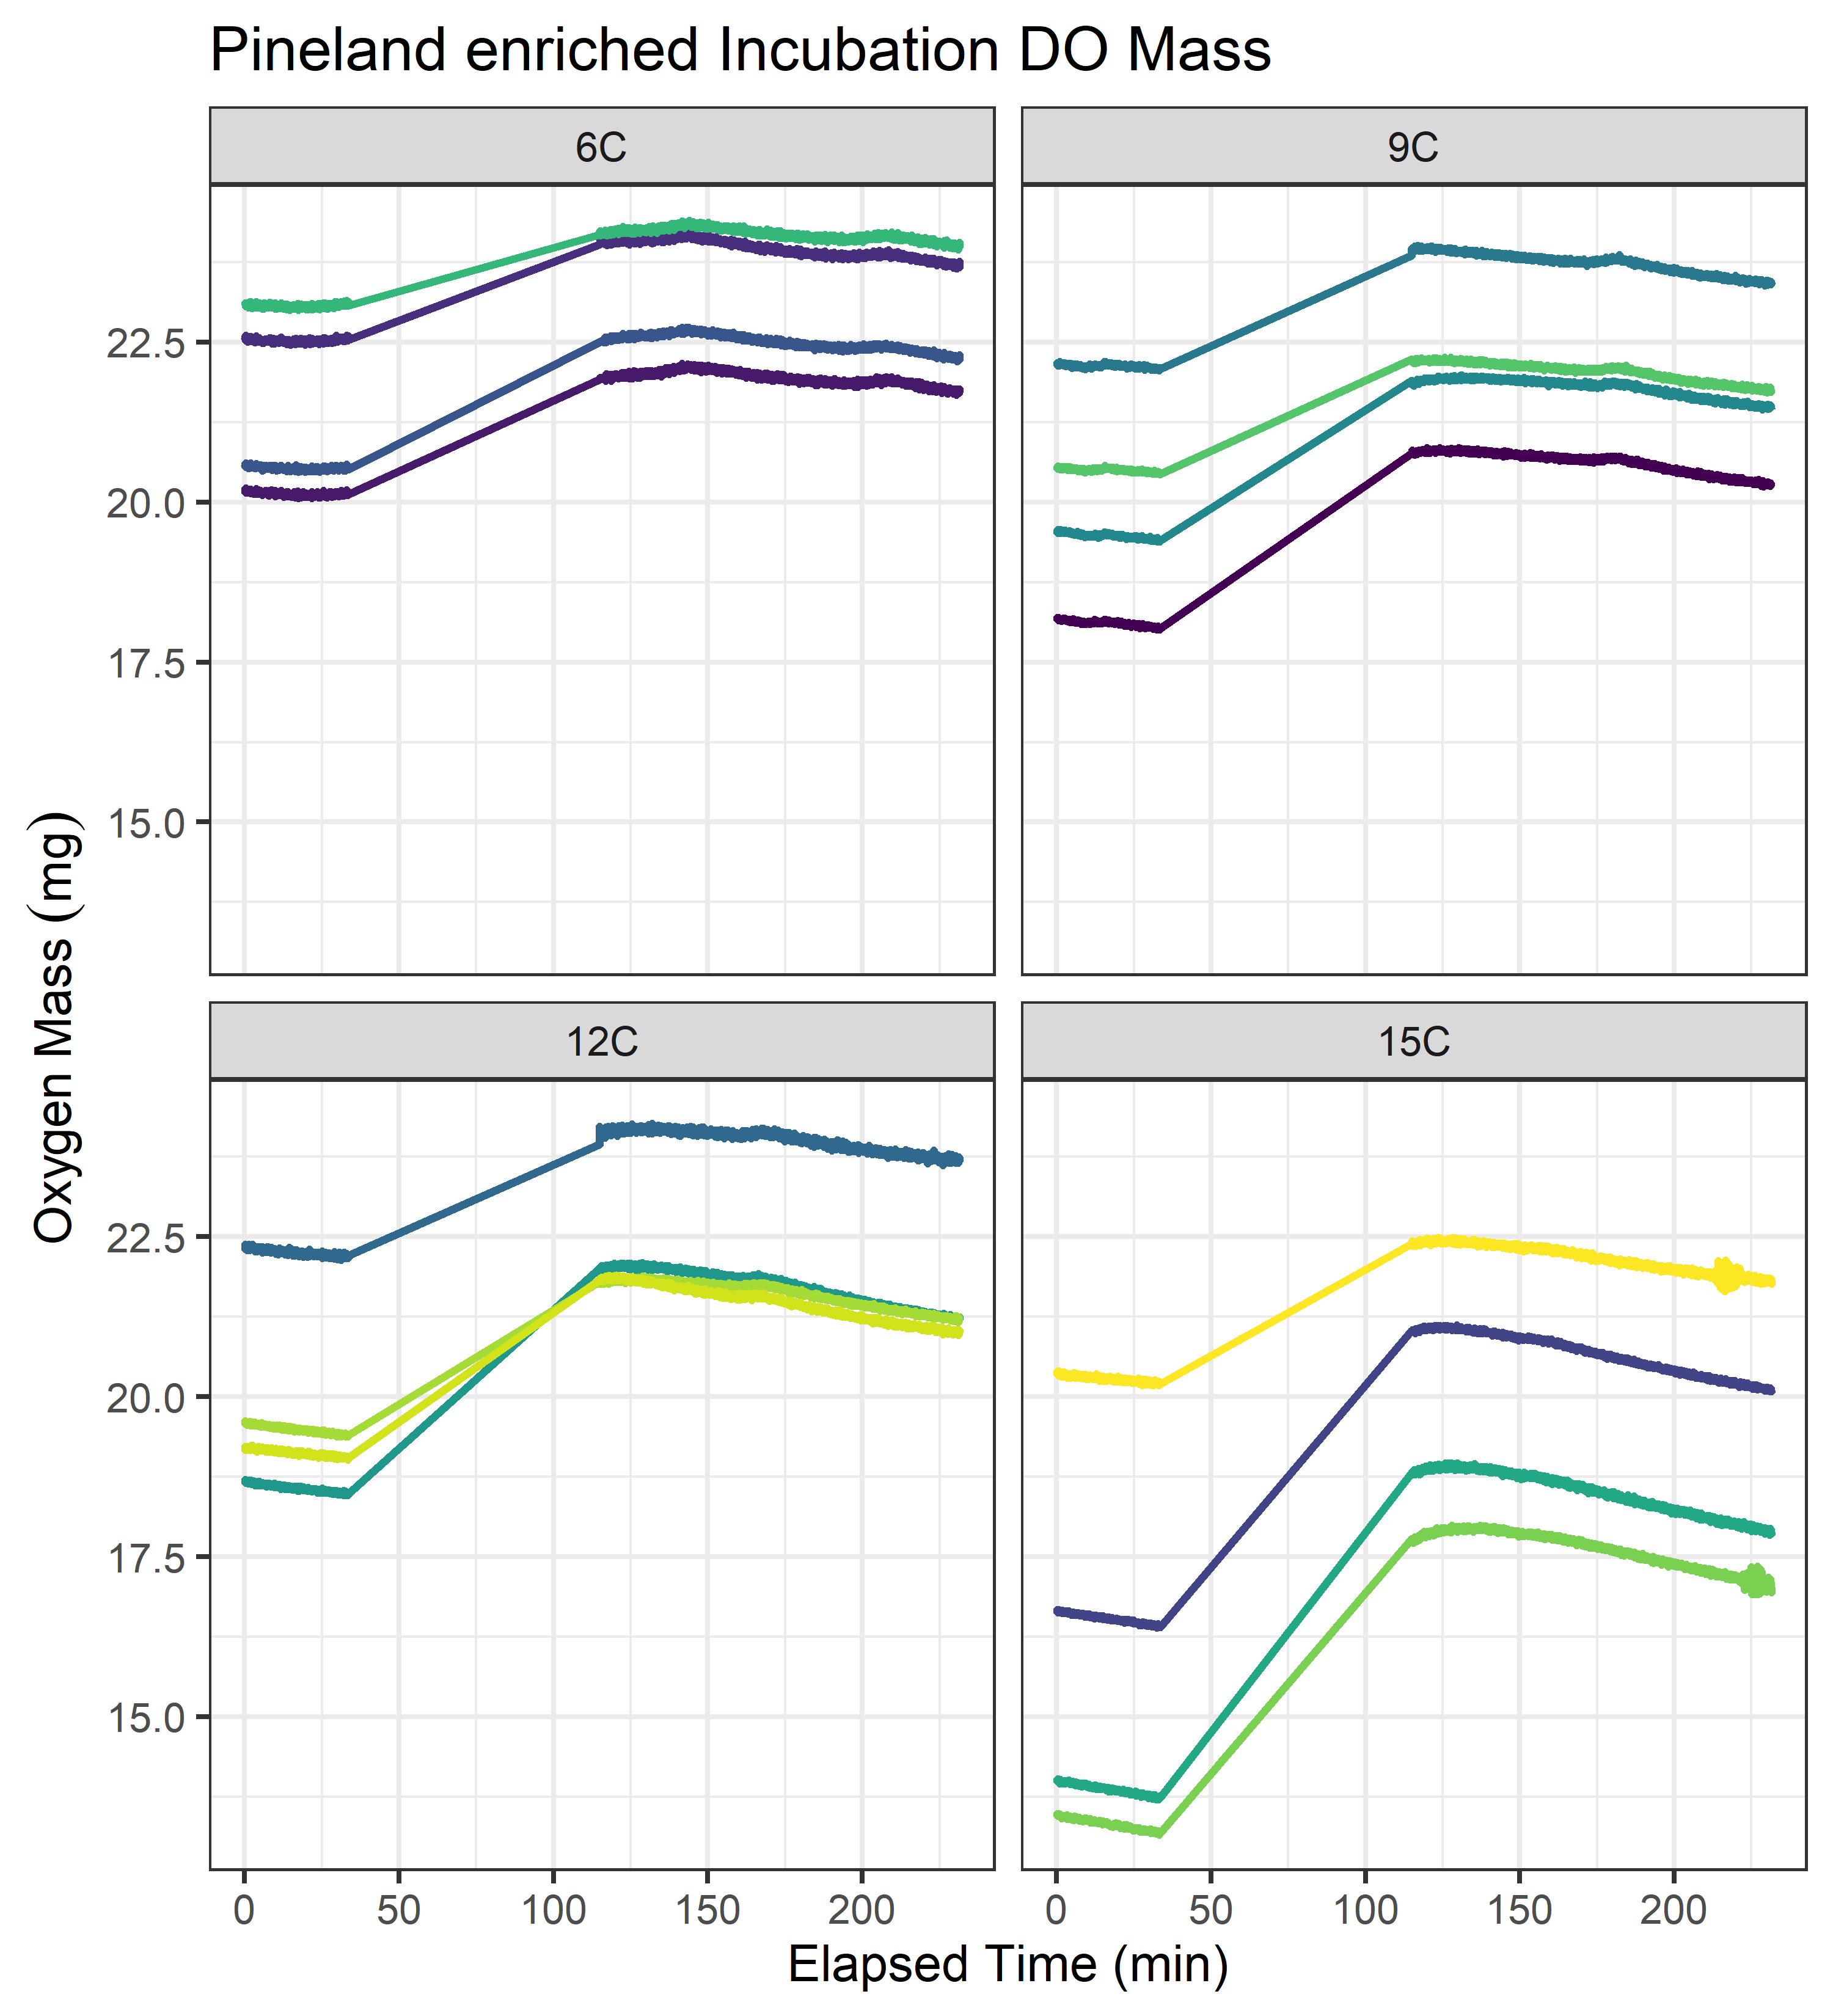 Pineland enriched Incubation DO Mass
6C
9C
22.5
20.0
17.5
15.0
Oxygen Mass (mg)
12C
15C
22.5
20.0
17.5
15.0
0 50 100 150 200
0 50 100 150 200
Elapsed Time (min)